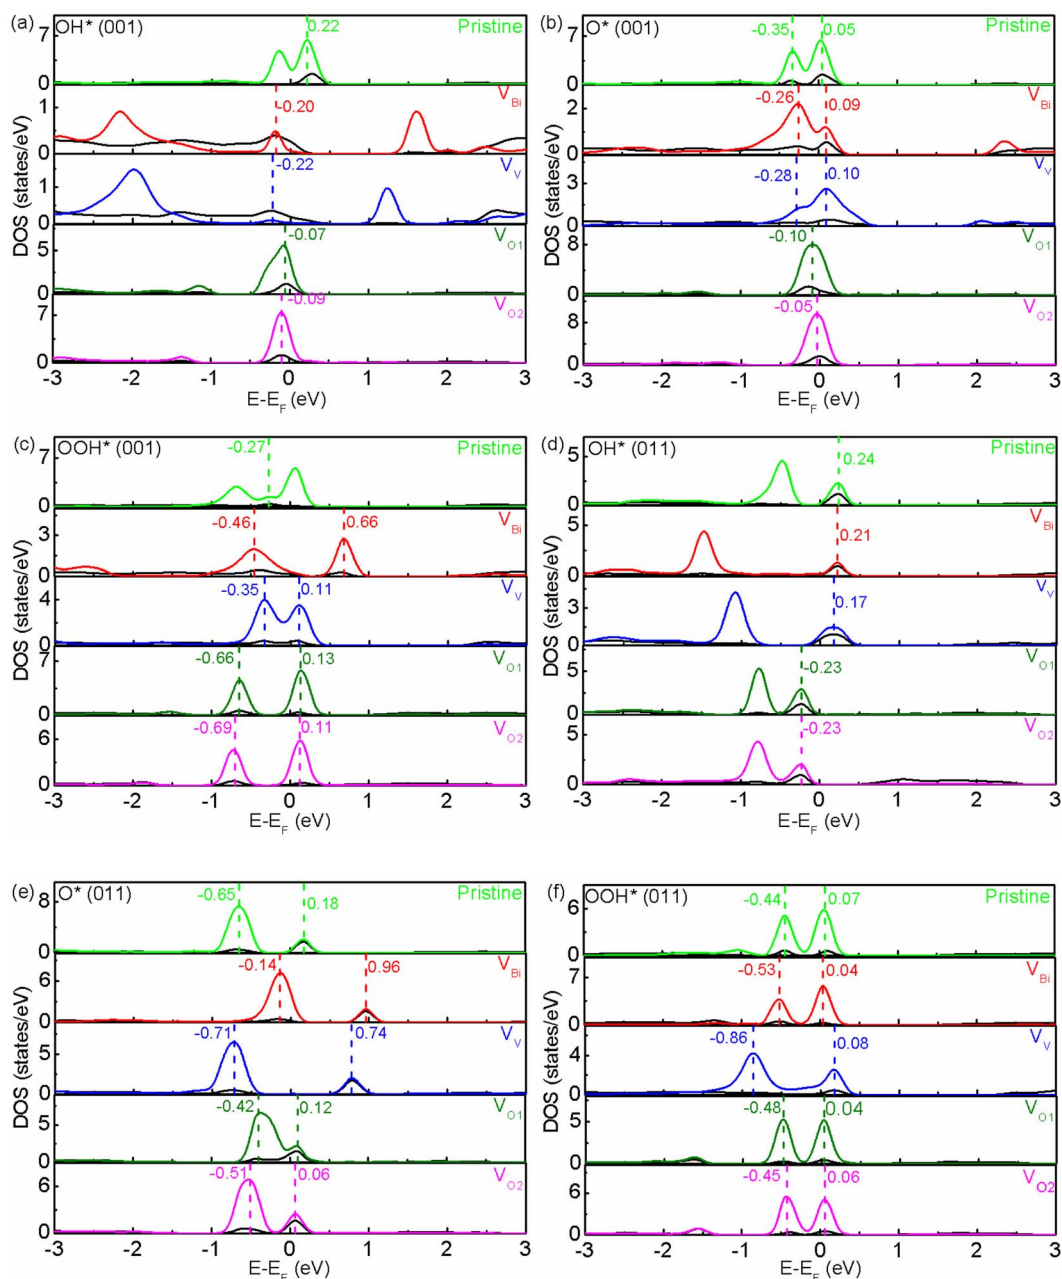 (a)
OH* (001)
Pristine
0.22
7
0
V_Bi
-0.20
1
0
V_V
-0.22
1
0
V_O1
-0.07
5
0
V_O2
-0.09
7
0
DOS (states/eV)
-3 -2 -1 0 1 2 3
E-E_F (eV)
(b)
O* (001)
Pristine
-0.35 0.05
7
0
V_Bi
-0.26 0.09
2
0
V_V
-0.28 0.10
3
0
V_O1
-0.10
8
0
V_O2
-0.05
8
0
DOS (states/eV)
-3 -2 -1 0 1 2 3
E-E_F (eV)
(c)
OOH* (001)
Pristine
-0.27
7
0
V_Bi
-0.46 0.66
3
0
V_V
-0.35 0.11
4
0
V_O1
-0.66 0.13
7
0
V_O2
-0.69 0.11
6
0
DOS (states/eV)
-3 -2 -1 0 1 2 3
E-E_F (eV)
(d)
OH* (011)
Pristine
0.24
5
0
V_Bi
0.21
5
0
V_V
0.17
3
0
V_O1
-0.23
5
0
V_O2
-0.23
5
0
DOS (states/eV)
-3 -2 -1 0 1 2 3
E-E_F (eV)
(e)
O* (011)
Pristine
-0.65 0.18
8
0
V_Bi
-0.14 0.96
6
0
V_V
-0.71 0.74
5
0
V_O1
-0.42 0.12
5
0
V_O2
-0.51 0.06
5
0
DOS (states/eV)
-3 -2 -1 0 1 2 3
E-E_F (eV)
(f)
OOH* (011)
Pristine
-0.44 0.07
6
0
V_Bi
-0.53 0.04
7
0
V_V
-0.86 0.08
4
0
V_O1
-0.48 0.04
5
0
V_O2
-0.45 0.06
6
0
DOS (states/eV)
-3 -2 -1 0 1 2 3
E-E_F (eV)